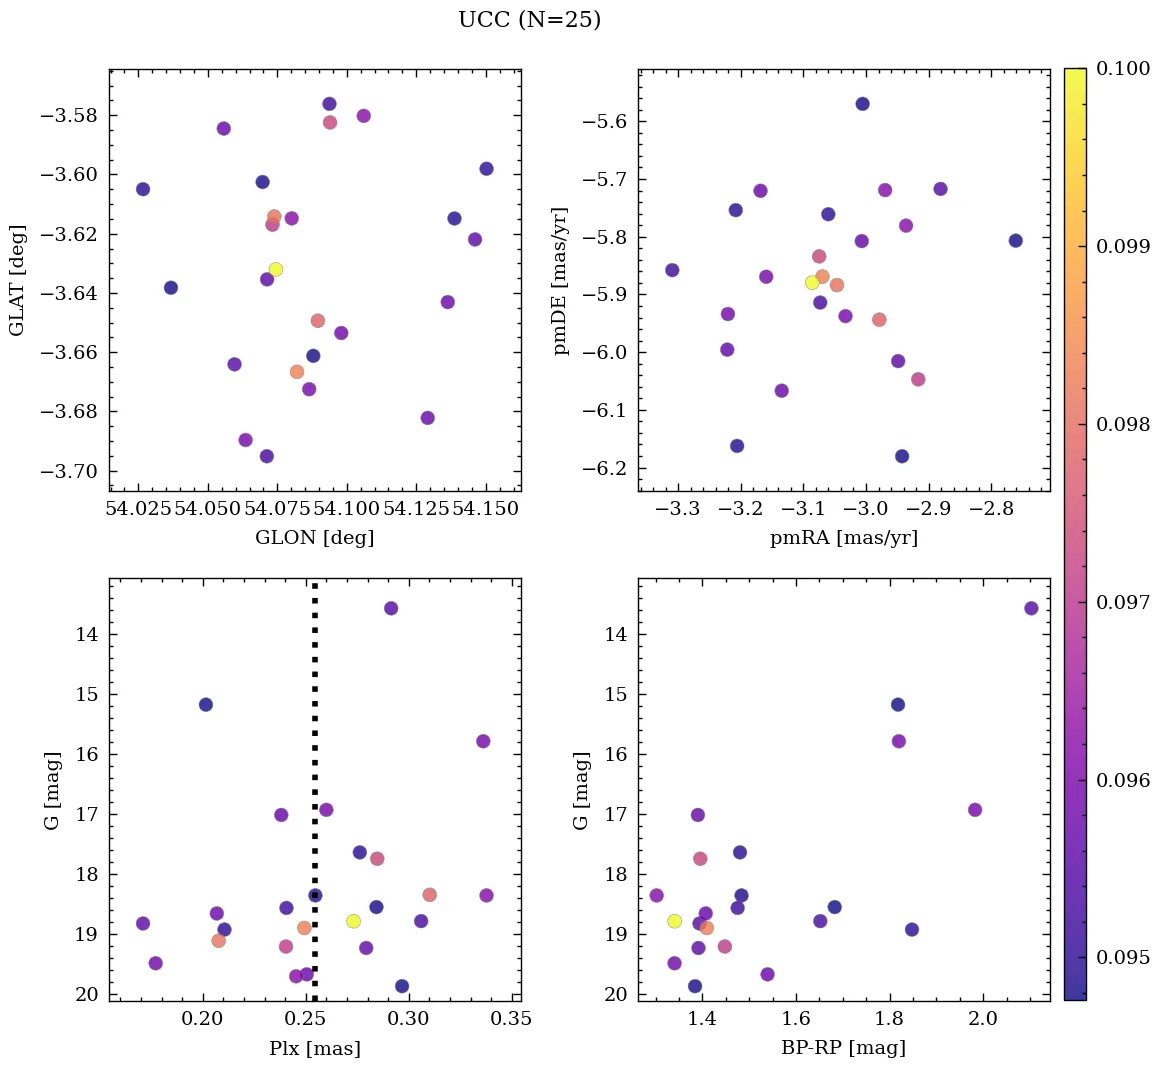 UCC (N=25)
−3.58
−3.60
−3.62
−3.64
−3.66
−3.68
−3.70
GLAT [deg]
54.025 54.050 54.075 54.100 54.125 54.150
GLON [deg]
−5.6
−5.7
−5.8
−5.9
−6.0
−6.1
−6.2
pmDE [mas/yr]
−3.3 −3.2 −3.1 −3.0 −2.9 −2.8
pmRA [mas/yr]
0.100
0.099
0.098
0.097
0.096
0.095
14
15
16
17
18
19
20
G [mag]
0.20 0.25 0.30 0.35
Plx [mas]
14
15
16
17
18
19
20
G [mag]
1.4 1.6 1.8 2.0
BP-RP [mag]